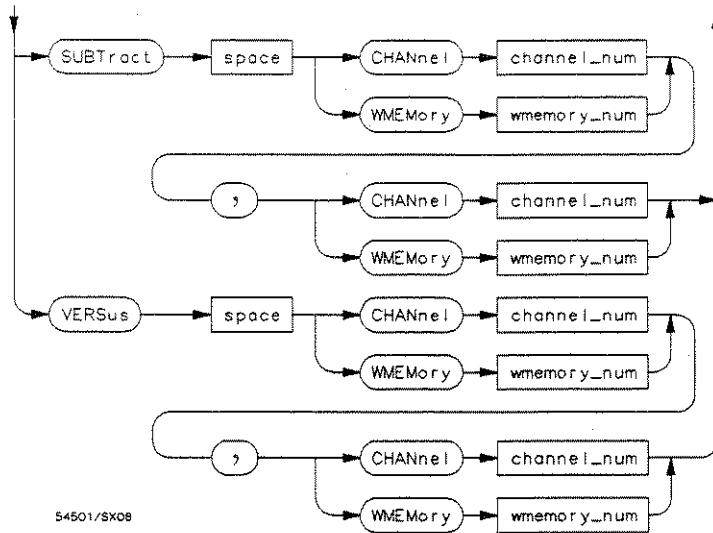 SUBTract space CHANnel channel_num
WMEMory wmemory_num
, CHANnel channel_num
WMEMory wmemory_num
VERSus space CHANnel channel_num
WMEMory wmemory_num
, CHANnel channel_num
WMEMory wmemory_num
54501/SX08